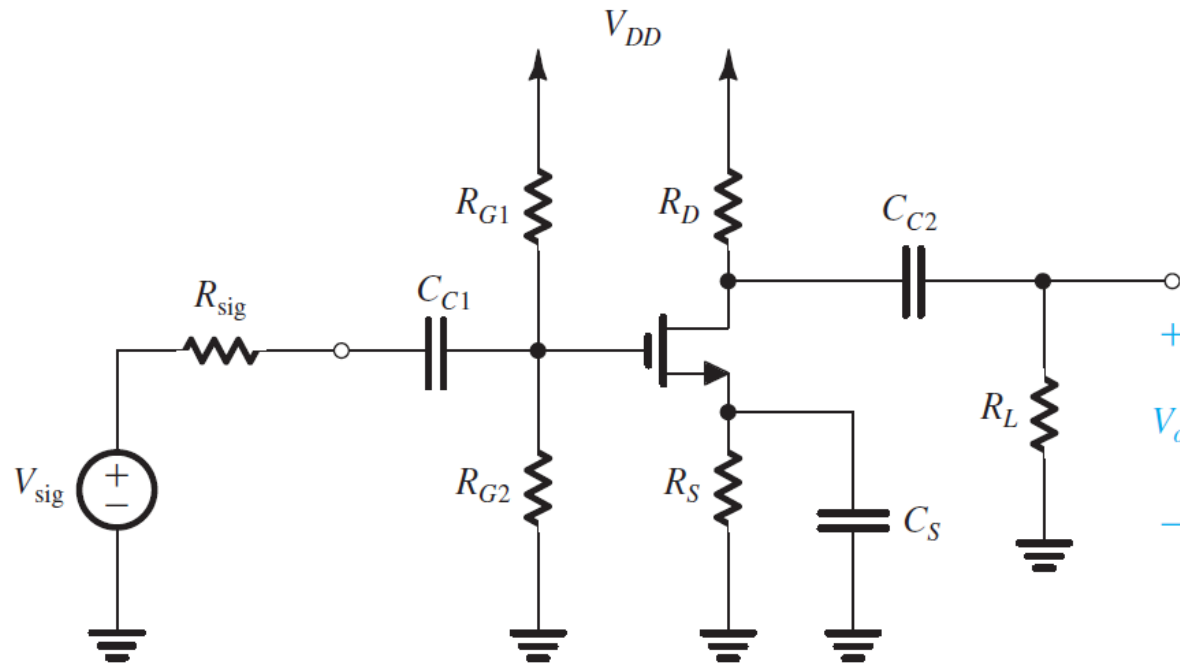 V_DD
R_G1
R_D
C_C2
R_sig
C_C1
+
R_L
V_sig
+
−
R_G2
R_S
C_S
−